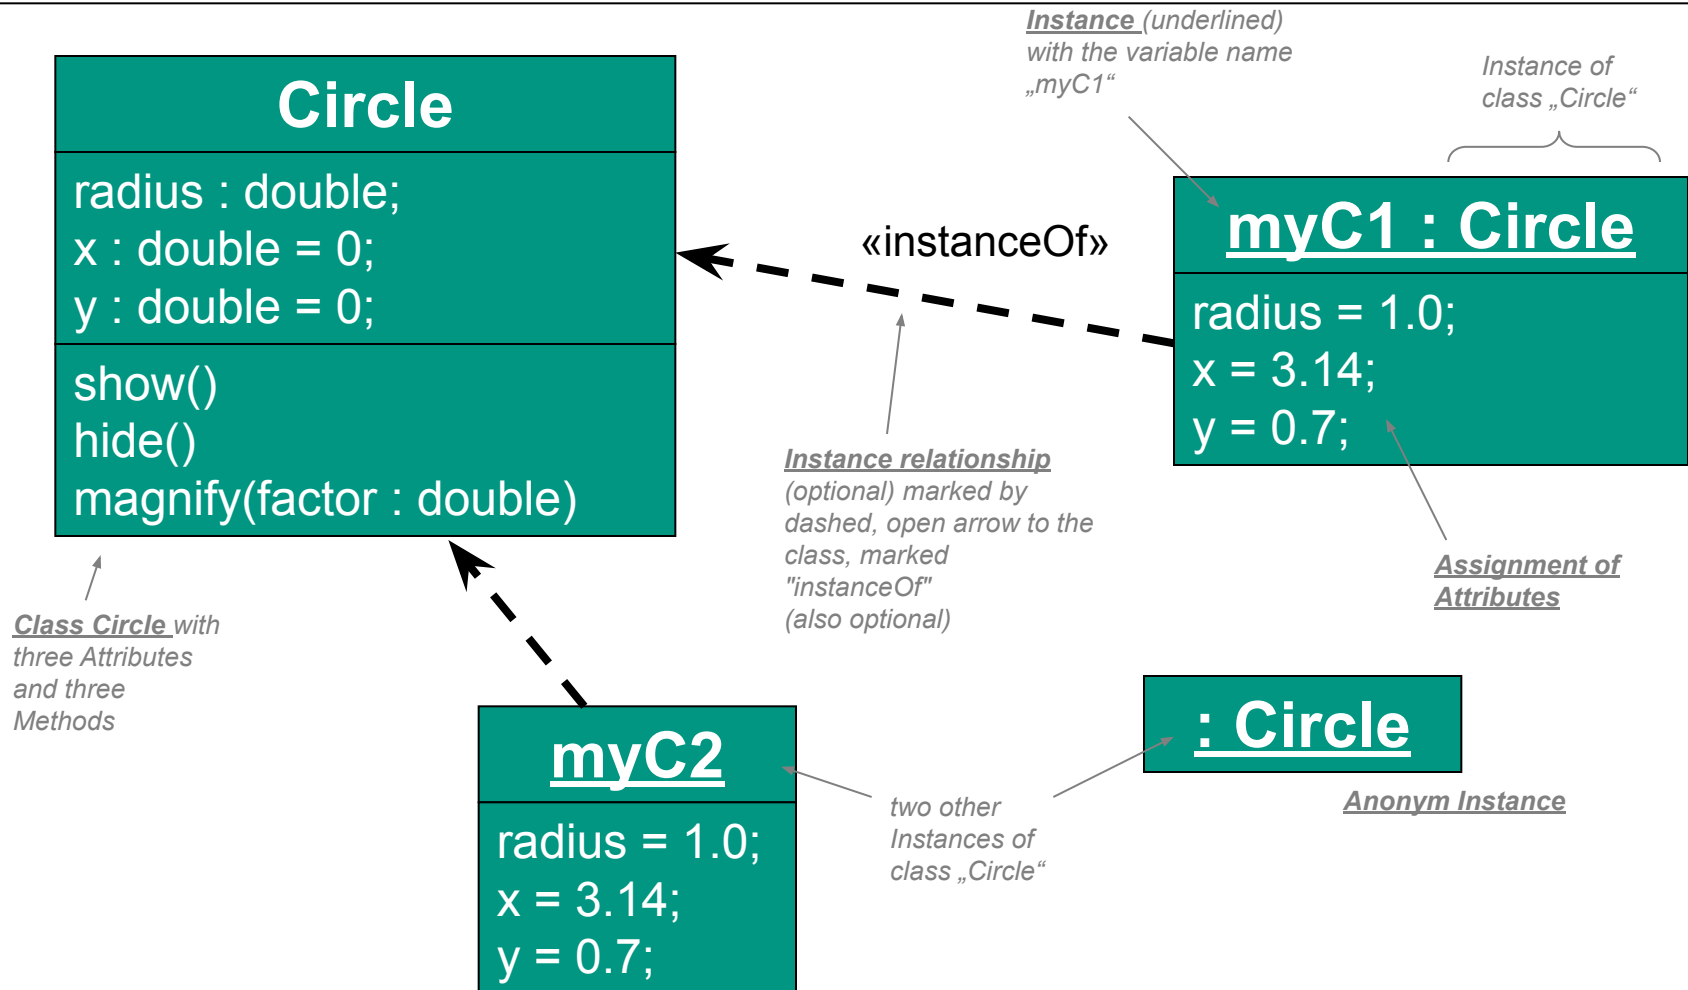 Instance (underlined)
with the variable name
„myC1“
Instance of
class „Circle“
Circle
radius : double;
x : double = 0;
y : double = 0;
show()
hide()
magnify(factor : double)
«instanceOf»
myC1 : Circle
radius = 1.0;
x = 3.14;
y = 0.7;
Instance relationship
(optional) marked by
dashed, open arrow to the
class, marked
"instanceOf"
(also optional)
Assignment of
Attributes
Class Circle with
three Attributes
and three
Methods
myC2
radius = 1.0;
x = 3.14;
y = 0.7;
two other
Instances of
class „Circle“
: Circle
Anonym Instance